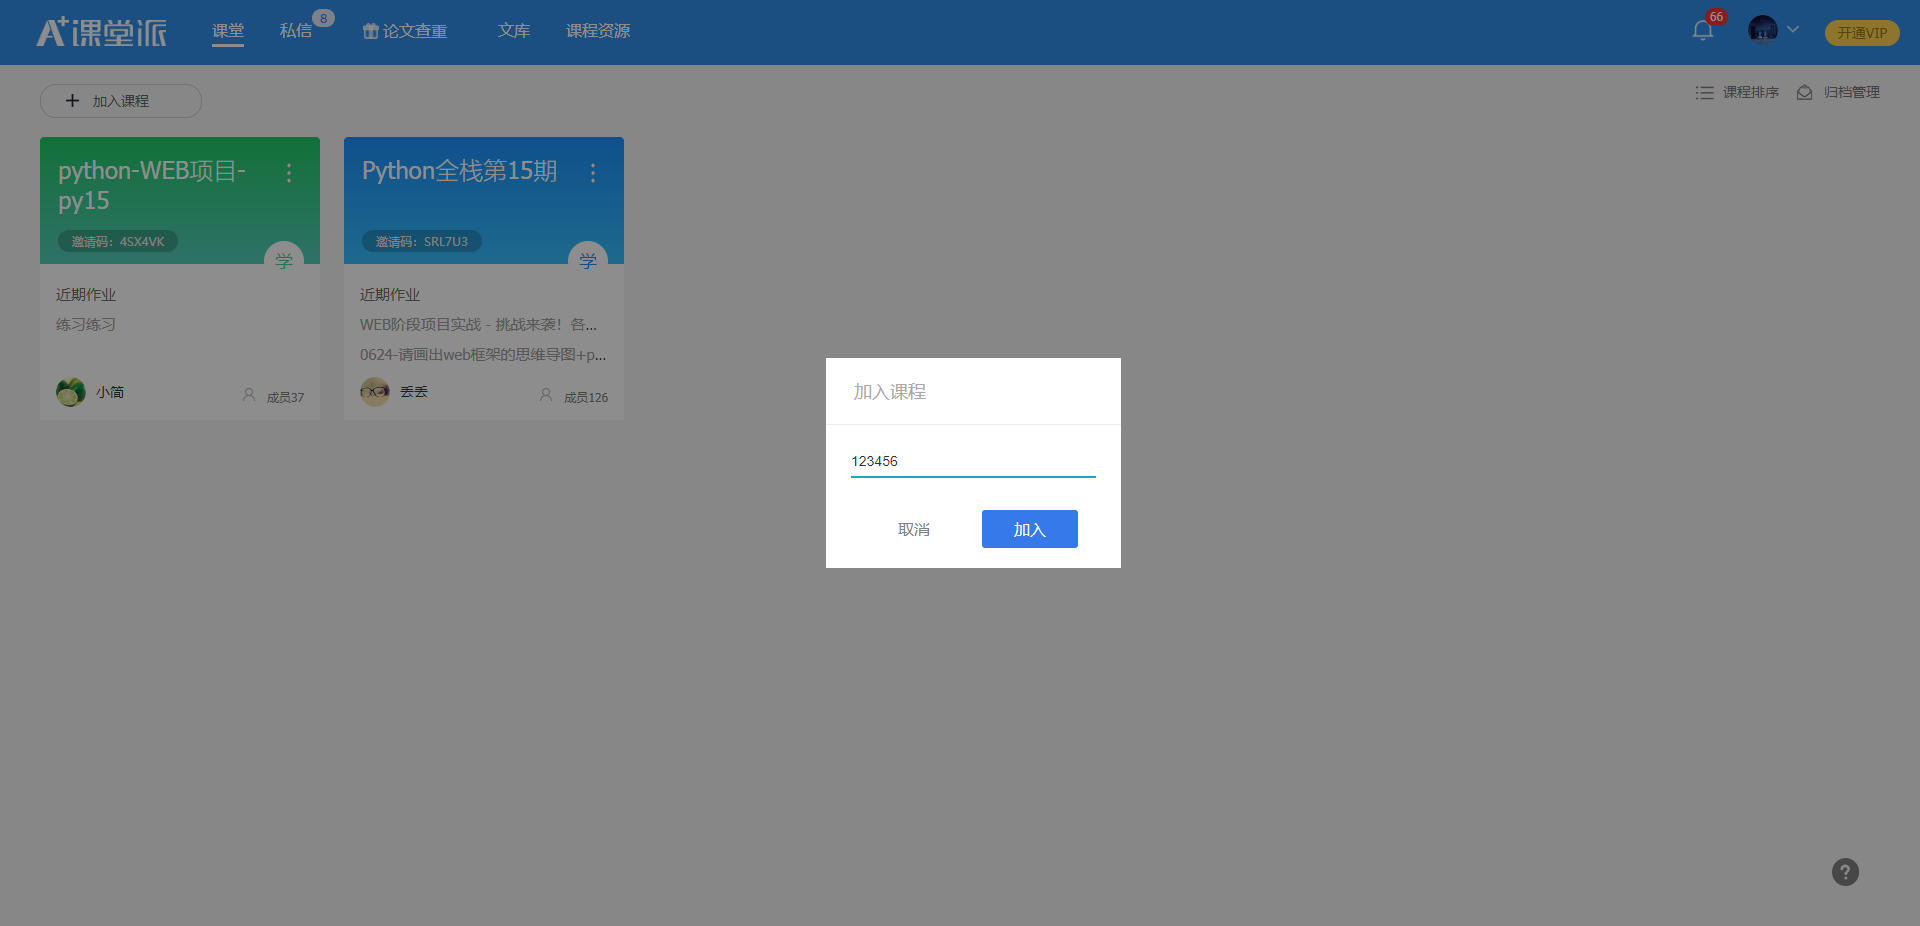 A+课堂派
课堂
私信
8
论文查重
文库
课程资源
66
开通VIP
加入课程
课程排序
归档管理
python-WEB项目-
py15
邀请码：4SX4VK
学
近期作业
练习练习
小简
成员37
Python全栈第15期
邀请码：SRL7U3
学
近期作业
WEB阶段项目实战 - 挑战来袭！各...
0624-请画出web框架的思维导图+p...
丢丢
成员126
加入课程
123456
取消
加入
?